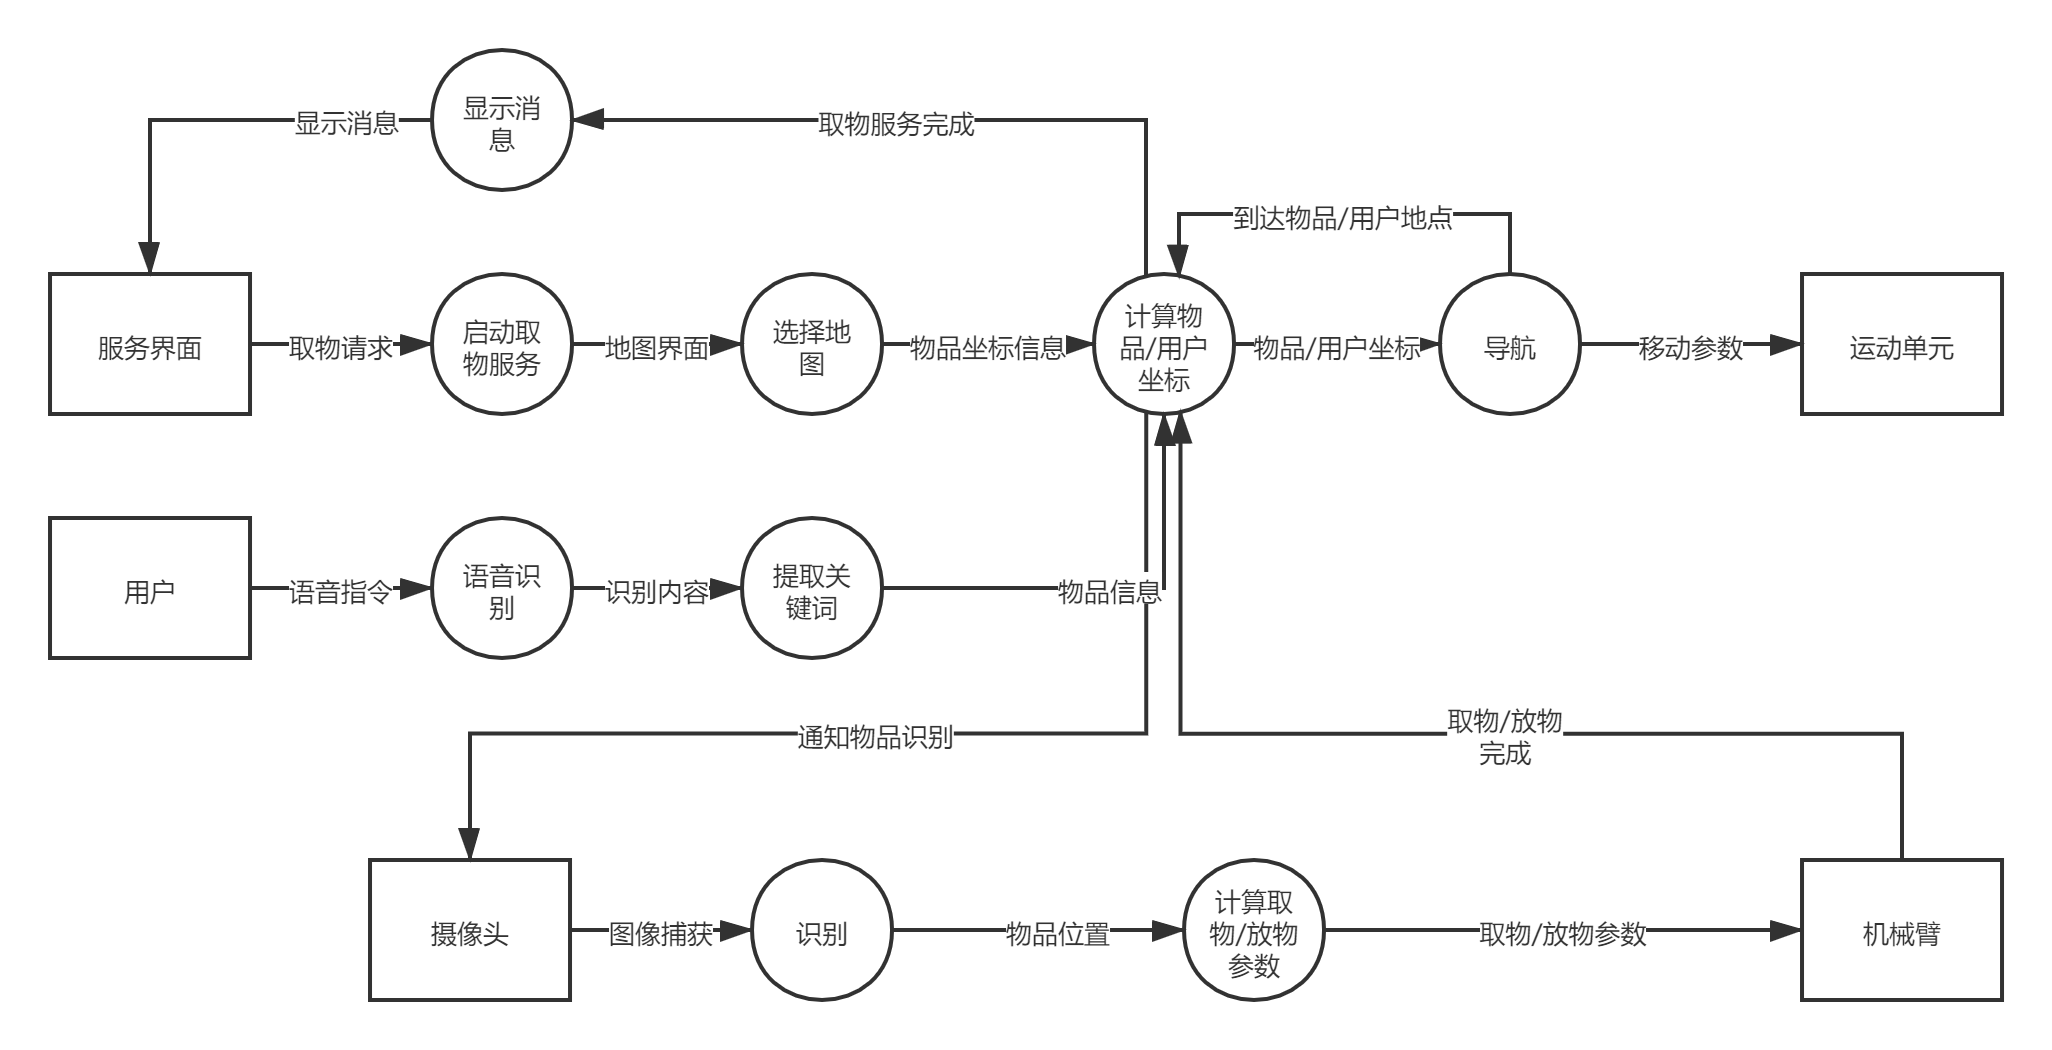 显示消
息
显示消息
取物服务完成
到达物品/用户地点
服务界面
取物请求
启动取
物服务
地图界面
选择地
图
物品坐标信息
计算物
品/用户
坐标
物品/用户坐标
导航
移动参数
运动单元
用户
语音指令
语音识
别
识别内容
提取关
键词
物品信息
通知物品识别
取物/放物
完成
摄像头
图像捕获
识别
物品位置
计算取
物/放物
参数
取物/放物参数
机械臂